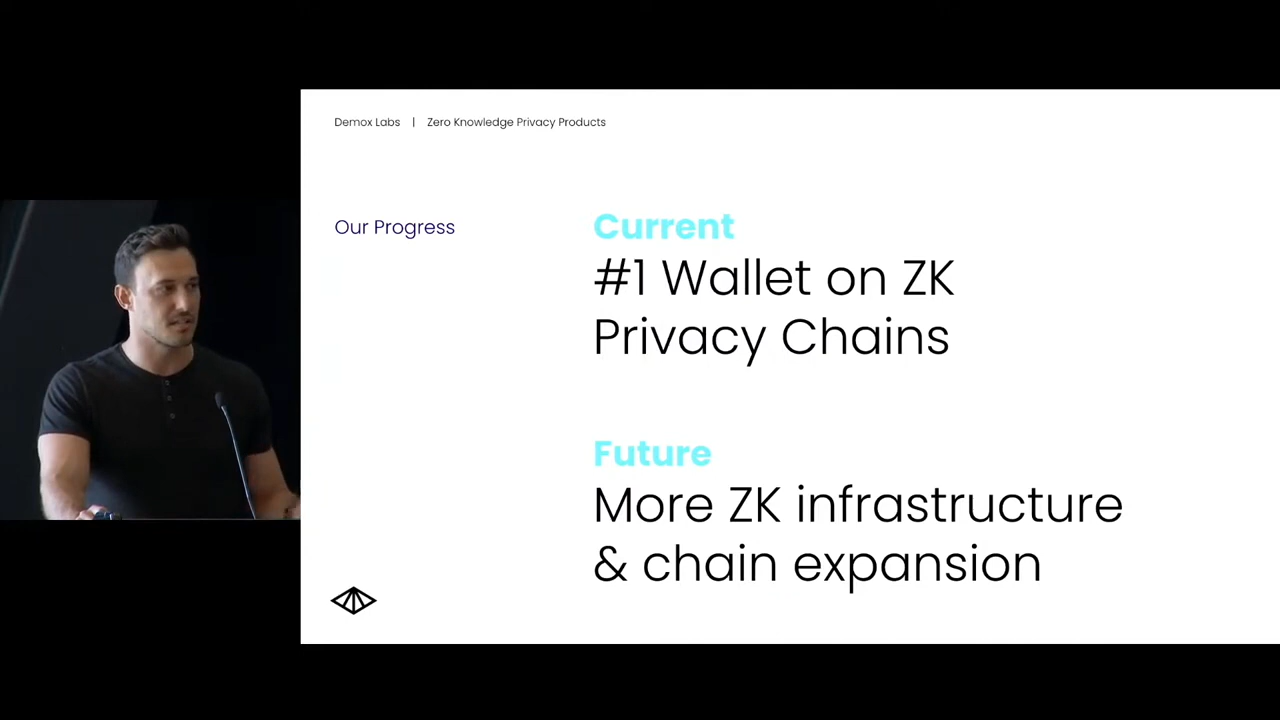 Demox Labs | Zero Knowledge Privacy Products
Our Progress
Current
#1 Wallet on ZK
Privacy Chains
Future
More ZK infrastructure
& chain expansion